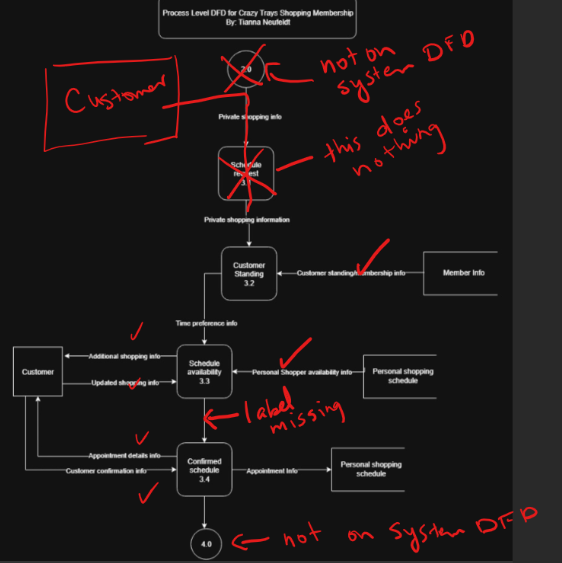 Process Level DFD for Crazy Trays Shopping Membership
By: Tianna Neufeldt
not on
system DFD
Customer
Private shopping info
this does
nothing
Schedule
request
Private shopping information
Customer
Standing
3.2
Customer standing/membership info
Member Info
Time preference info
Additional shopping info
Customer
Updated shopping info
Schedule
availability
3.3
Personal Shopper availability info
Personal shopping
schedule
label
missing
Appointment details info
Customer confirmation info
Confirmed
schedule
3.4
Appointment Info
Personal shopping
schedule
4.0
not on System DFD